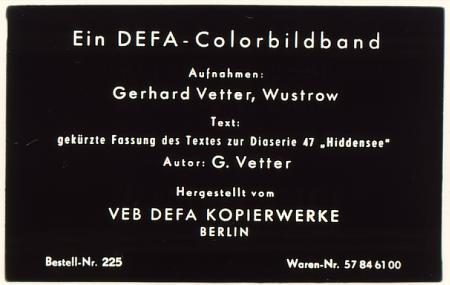 Ein DEFA-Colorbildband
Aufnahmen:
Gerhard Vetter, Wustrow
Text:
gekürzte Fassung des Textes zur Diaserie 47 „Hiddensee"
Autor: G. Vetter
Hergestellt vom
VEB DEFA KOPIERWERKE
BERLIN
Bestell-Nr. 225 Waren-Nr. 57 84 61 00